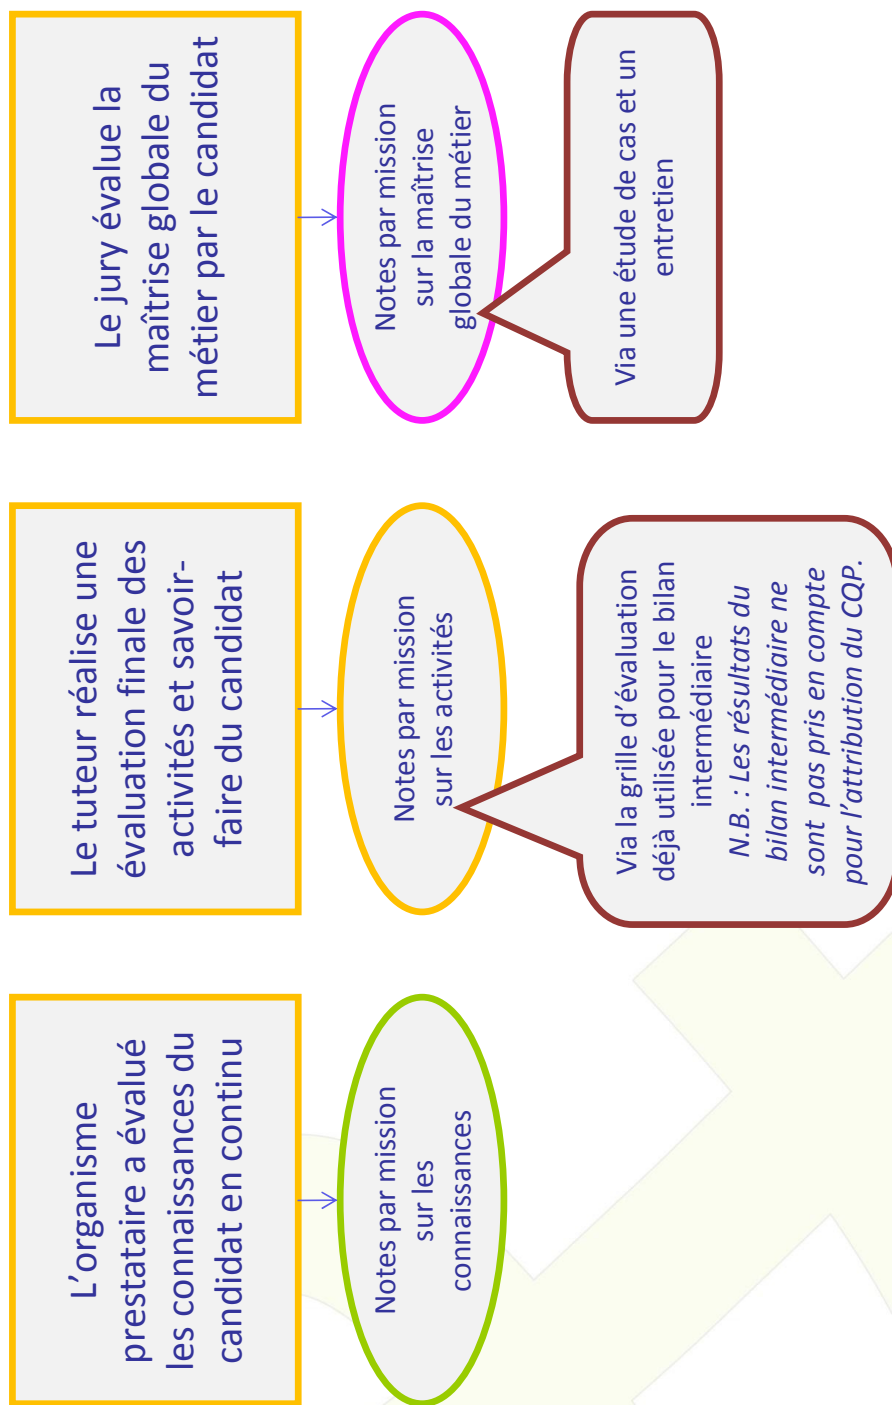 L’organisme
prestataire a évalué
les connaissances du
candidat en continu
Notes par mission
sur les
connaissances
Le tuteur réalise une
évaluation finale des
activités et savoir-
faire du candidat
Notes par mission
sur les activités
Via la grille d’évaluation
déjà utilisée pour le bilan
intermédiaire
N.B. : Les résultats du
bilan intermédiaire ne
sont pas pris en compte
pour l’attribution du CQP.
Le jury évalue la
maîtrise globale du
métier par le candidat
Notes par mission
sur la maîtrise
globale du métier
Via une étude de cas et un
entretien